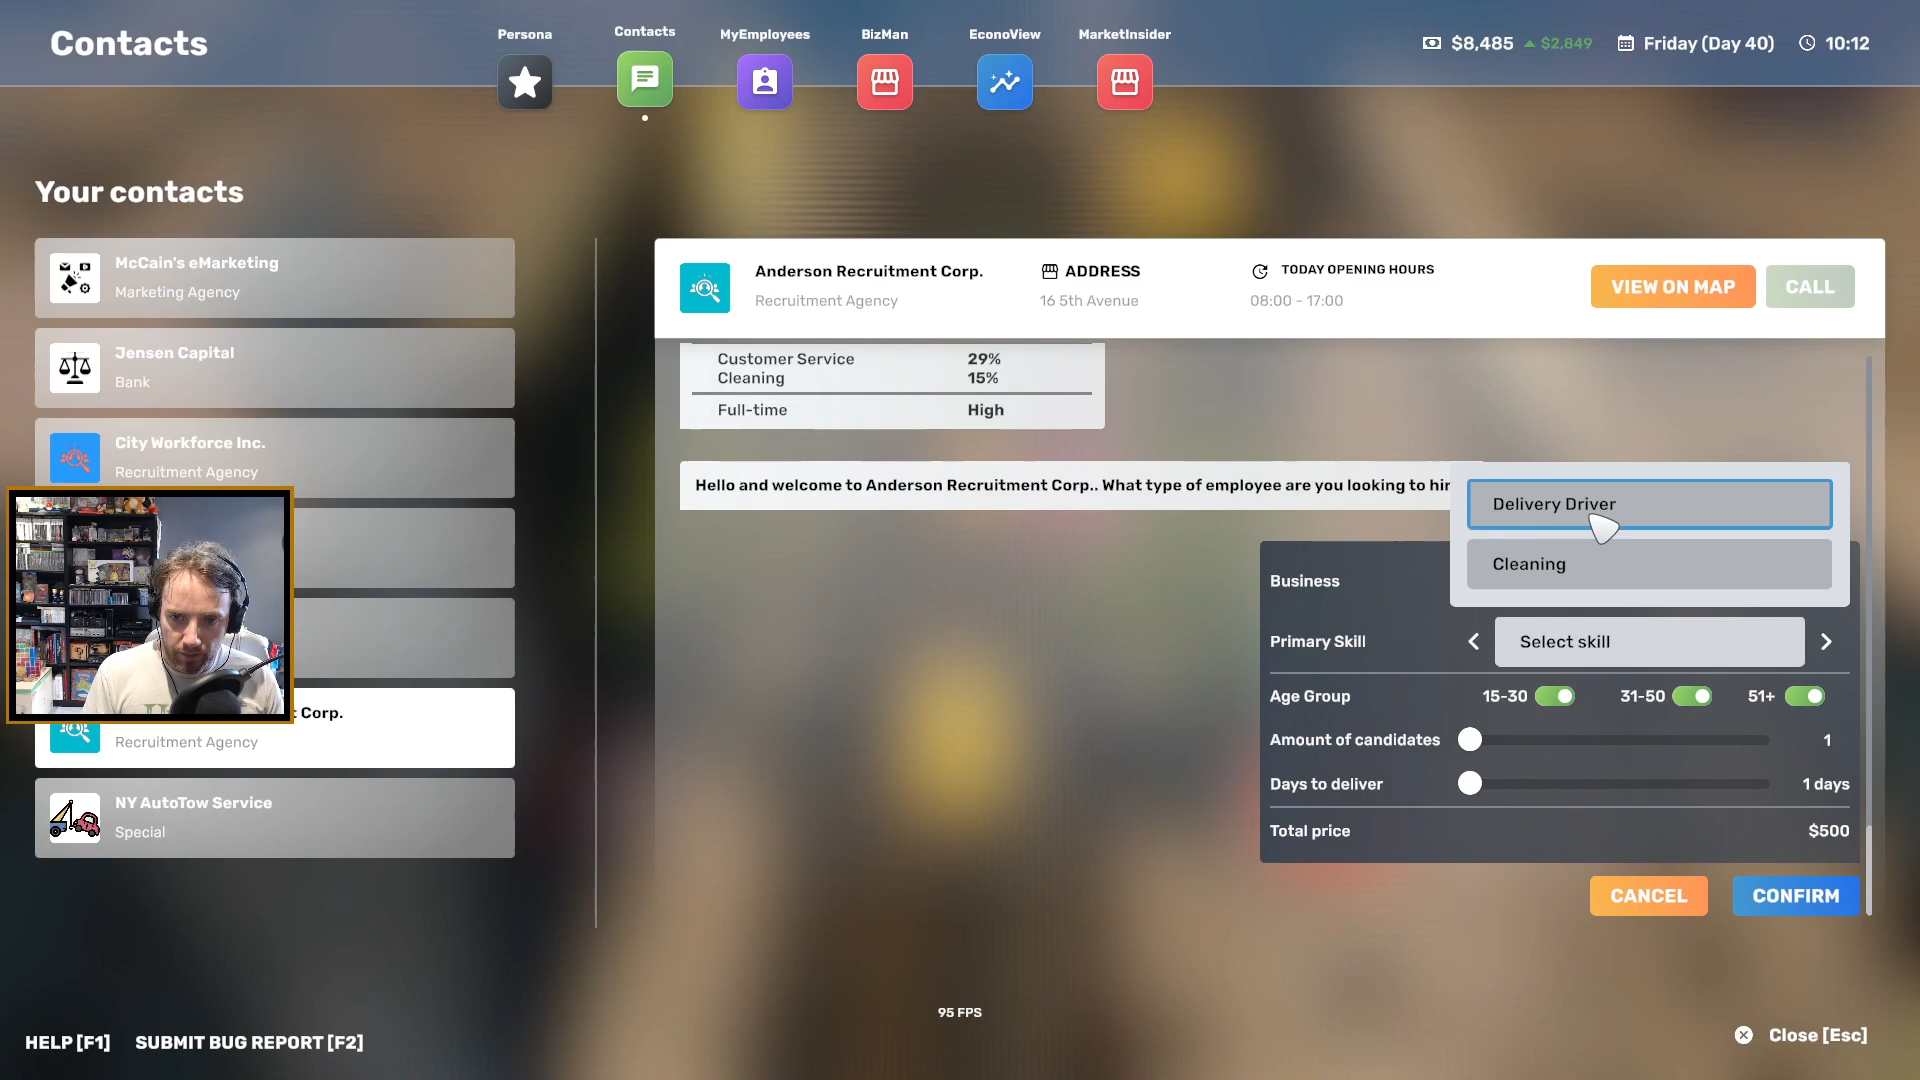 Contacts
Persona
Contacts
MyEmployees
BizMan
EconoView
MarketInsider
$8,485
$2,849
Friday (Day 40)
10:12
Your contacts
McCain's eMarketing
Marketing Agency
Jensen Capital
Bank
City Workforce Inc.
Recruitment Agency
Corp.
Recruitment Agency
NY AutoTow Service
Special
Anderson Recruitment Corp.
Recruitment Agency
ADDRESS
16 5th Avenue
TODAY OPENING HOURS
08:00 - 17:00
VIEW ON MAP
CALL
Customer Service 29%
Cleaning 15%
Full-time High
Hello and welcome to Anderson Recruitment Corp.. What type of employee are you looking to hir
Delivery Driver
Cleaning
Business
Primary Skill
Select skill
Age Group
15-30
31-50
51+
Amount of candidates
1
Days to deliver
1 days
Total price
$500
CANCEL
CONFIRM
95 FPS
HELP [F1]
SUBMIT BUG REPORT [F2]
Close [Esc]